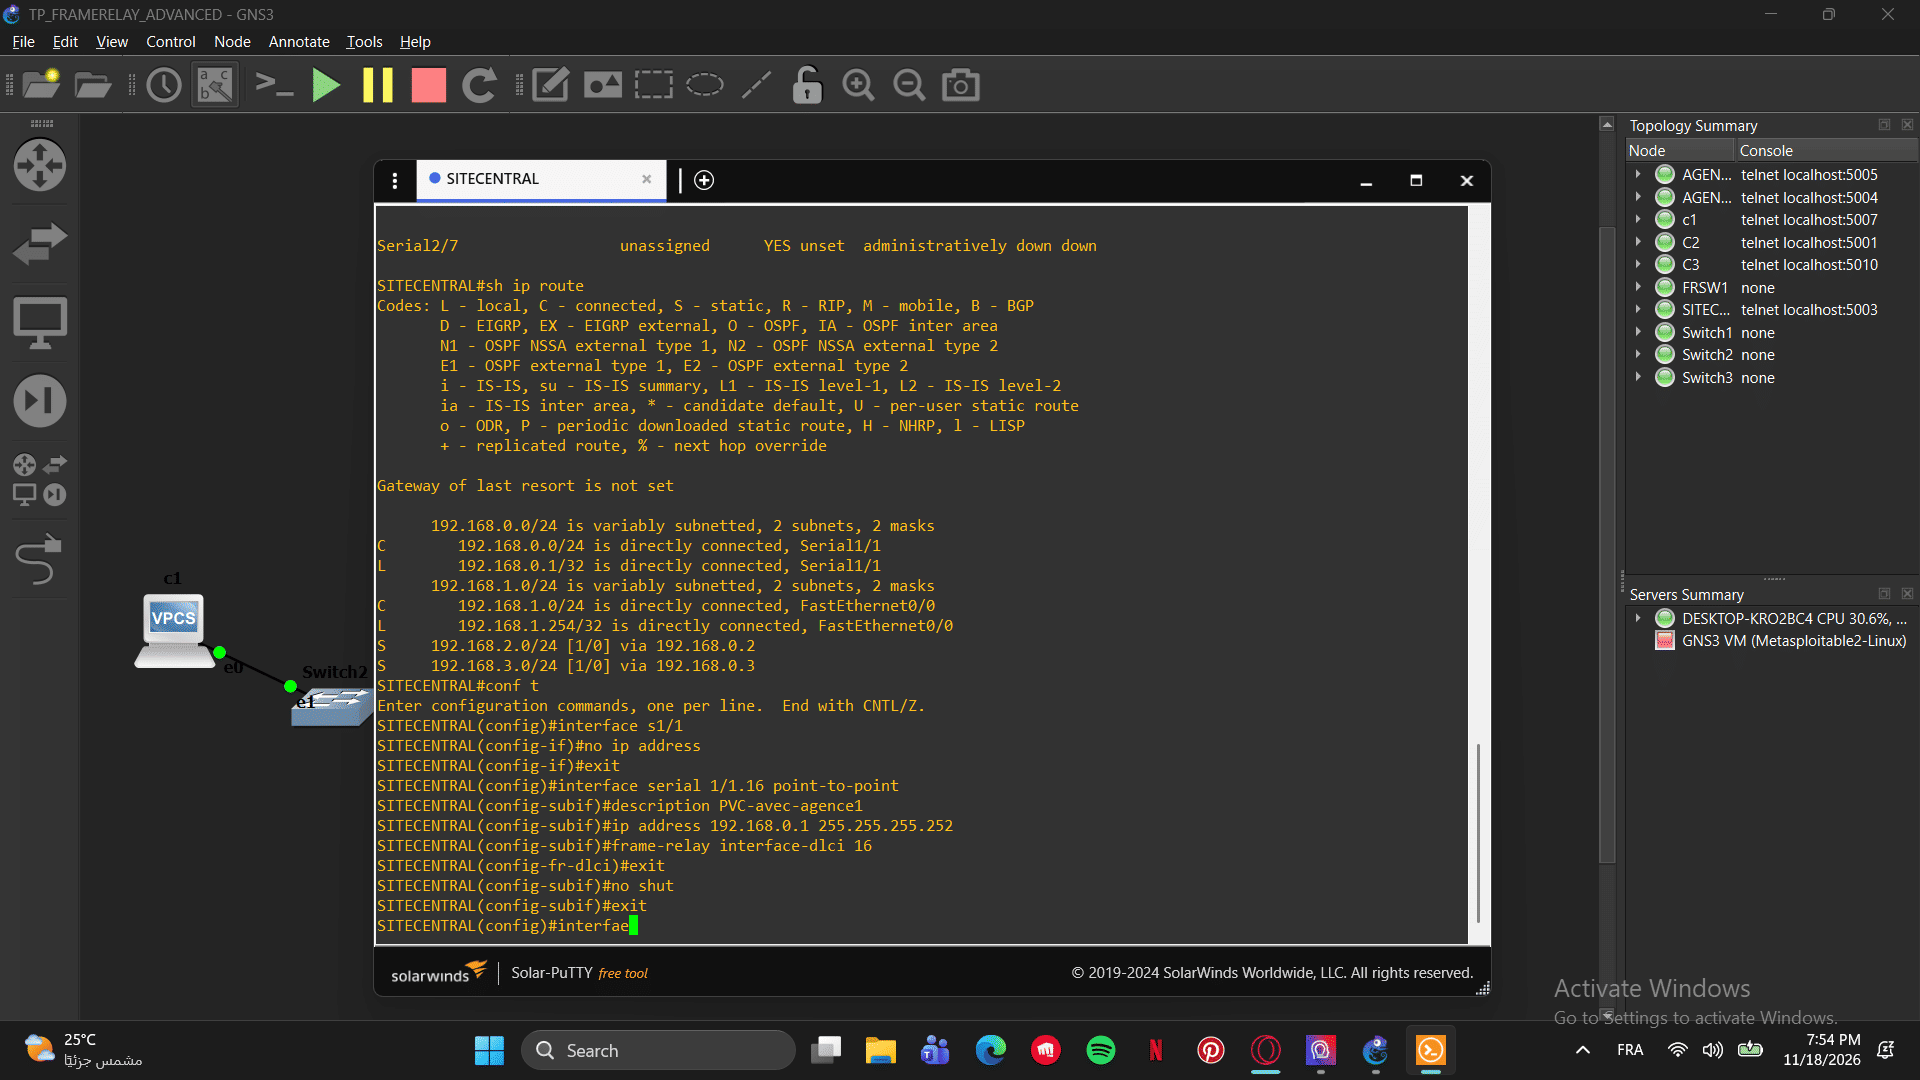 TP_FRAMERELAY_ADVANCED - GNS3
File Edit View Control Node Annotate Tools Help
SITECENTRAL
Serial2/7 unassigned YES unset administratively down down
SITECENTRAL#sh ip route
Codes: L - local, C - connected, S - static, R - RIP, M - mobile, B - BGP
D - EIGRP, EX - EIGRP external, O - OSPF, IA - OSPF inter area
N1 - OSPF NSSA external type 1, N2 - OSPF NSSA external type 2
E1 - OSPF external type 1, E2 - OSPF external type 2
i - IS-IS, su - IS-IS summary, L1 - IS-IS level-1, L2 - IS-IS level-2
ia - IS-IS inter area, * - candidate default, U - per-user static route
o - ODR, P - periodic downloaded static route, H - NHRP, l - LISP
+ - replicated route, % - next hop override
Gateway of last resort is not set
192.168.0.0/24 is variably subnetted, 2 subnets, 2 masks
C 192.168.0.0/24 is directly connected, Serial1/1
L 192.168.0.1/32 is directly connected, Serial1/1
192.168.1.0/24 is variably subnetted, 2 subnets, 2 masks
C 192.168.1.0/24 is directly connected, FastEthernet0/0
L 192.168.1.254/32 is directly connected, FastEthernet0/0
S 192.168.2.0/24 [1/0] via 192.168.0.2
S 192.168.3.0/24 [1/0] via 192.168.0.3
SITECENTRAL#conf t
Enter configuration commands, one per line. End with CNTL/Z.
SITECENTRAL(config)#interface s1/1
SITECENTRAL(config-if)#no ip address
SITECENTRAL(config-if)#exit
SITECENTRAL(config)#interface serial 1/1.16 point-to-point
SITECENTRAL(config-subif)#description PVC-avec-agence1
SITECENTRAL(config-subif)#ip address 192.168.0.1 255.255.255.252
SITECENTRAL(config-subif)#frame-relay interface-dlci 16
SITECENTRAL(config-fr-dlci)#exit
SITECENTRAL(config-subif)#no shut
SITECENTRAL(config-subif)#exit
SITECENTRAL(config)#interfae
solarwinds Solar-PuTTY free tool
© 2019-2024 SolarWinds Worldwide, LLC. All rights reserved.
c1
VPCS
e0
Switch2
e1
Topology Summary
Node Console
AGEN... telnet localhost:5005
AGEN... telnet localhost:5004
c1 telnet localhost:5007
C2 telnet localhost:5001
C3 telnet localhost:5010
FRSW1 none
SITEC... telnet localhost:5003
Switch1 none
Switch2 none
Switch3 none
Servers Summary
DESKTOP-KRO2BC4 CPU 30.6%, ...
GNS3 VM (Metasploitable2-Linux)
Activate Windows
Go to Settings to activate Windows.
25°C
مشمس جزئيًا
Search
FRA
7:54 PM
11/18/2026